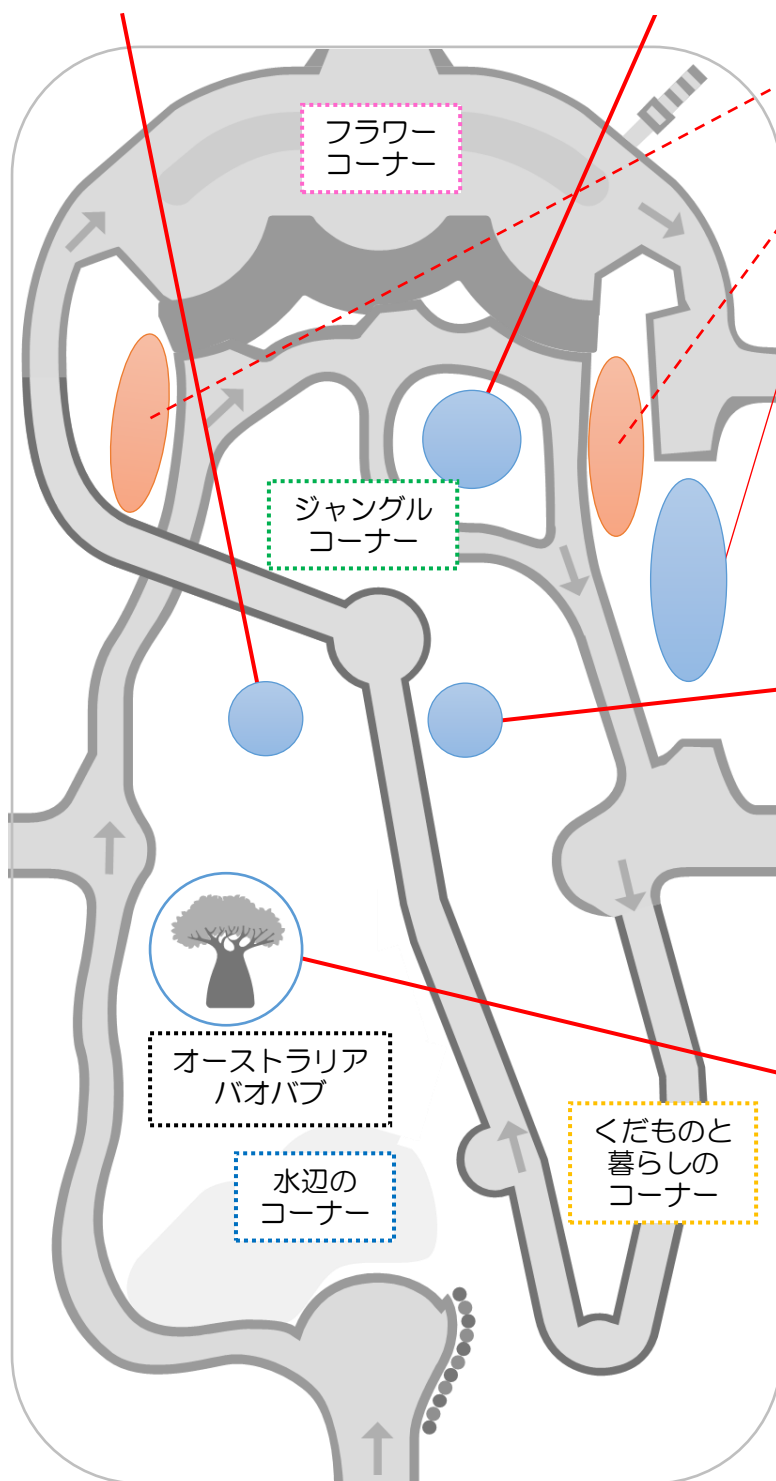 フラワー
コーナー
ジャングル
コーナー
オーストラリア
バオバブ
水辺の
コーナー
くだものと
暮らしの
コーナー